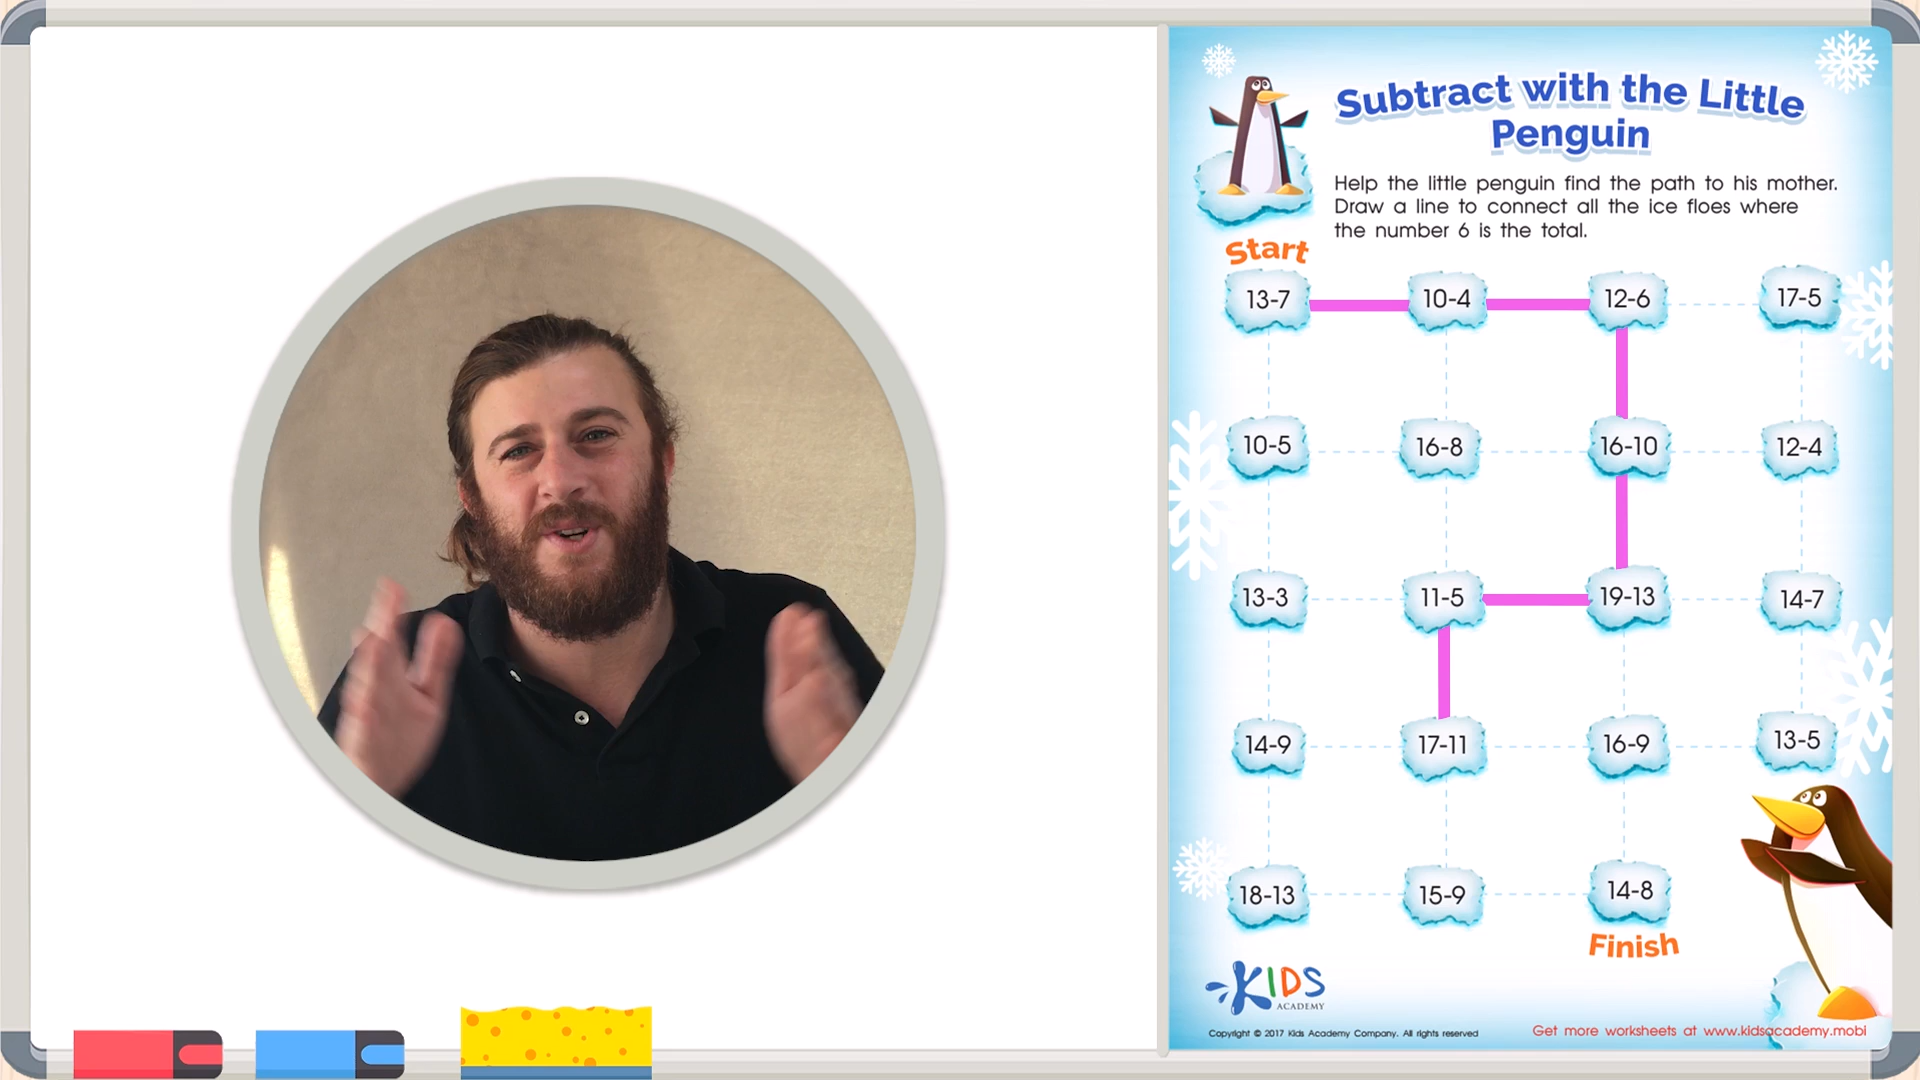 Subtract with the Little
Penguin
Help the little penguin find the path to his mother.
Draw a line to connect all the ice floes where
the number 6 is the total.
Start
13-7 10-4 12-6 17-5
10-5 16-8 16-10 12-4
13-3 11-5 19-13 14-7
14-9 17-11 16-9 13-5
18-13 15-9 14-8
Finish
KIDS
ACADEMY
Copyright © 2017 Kids Academy Company. All rights reserved
Get more worksheets at www.kidsacademy.mobi